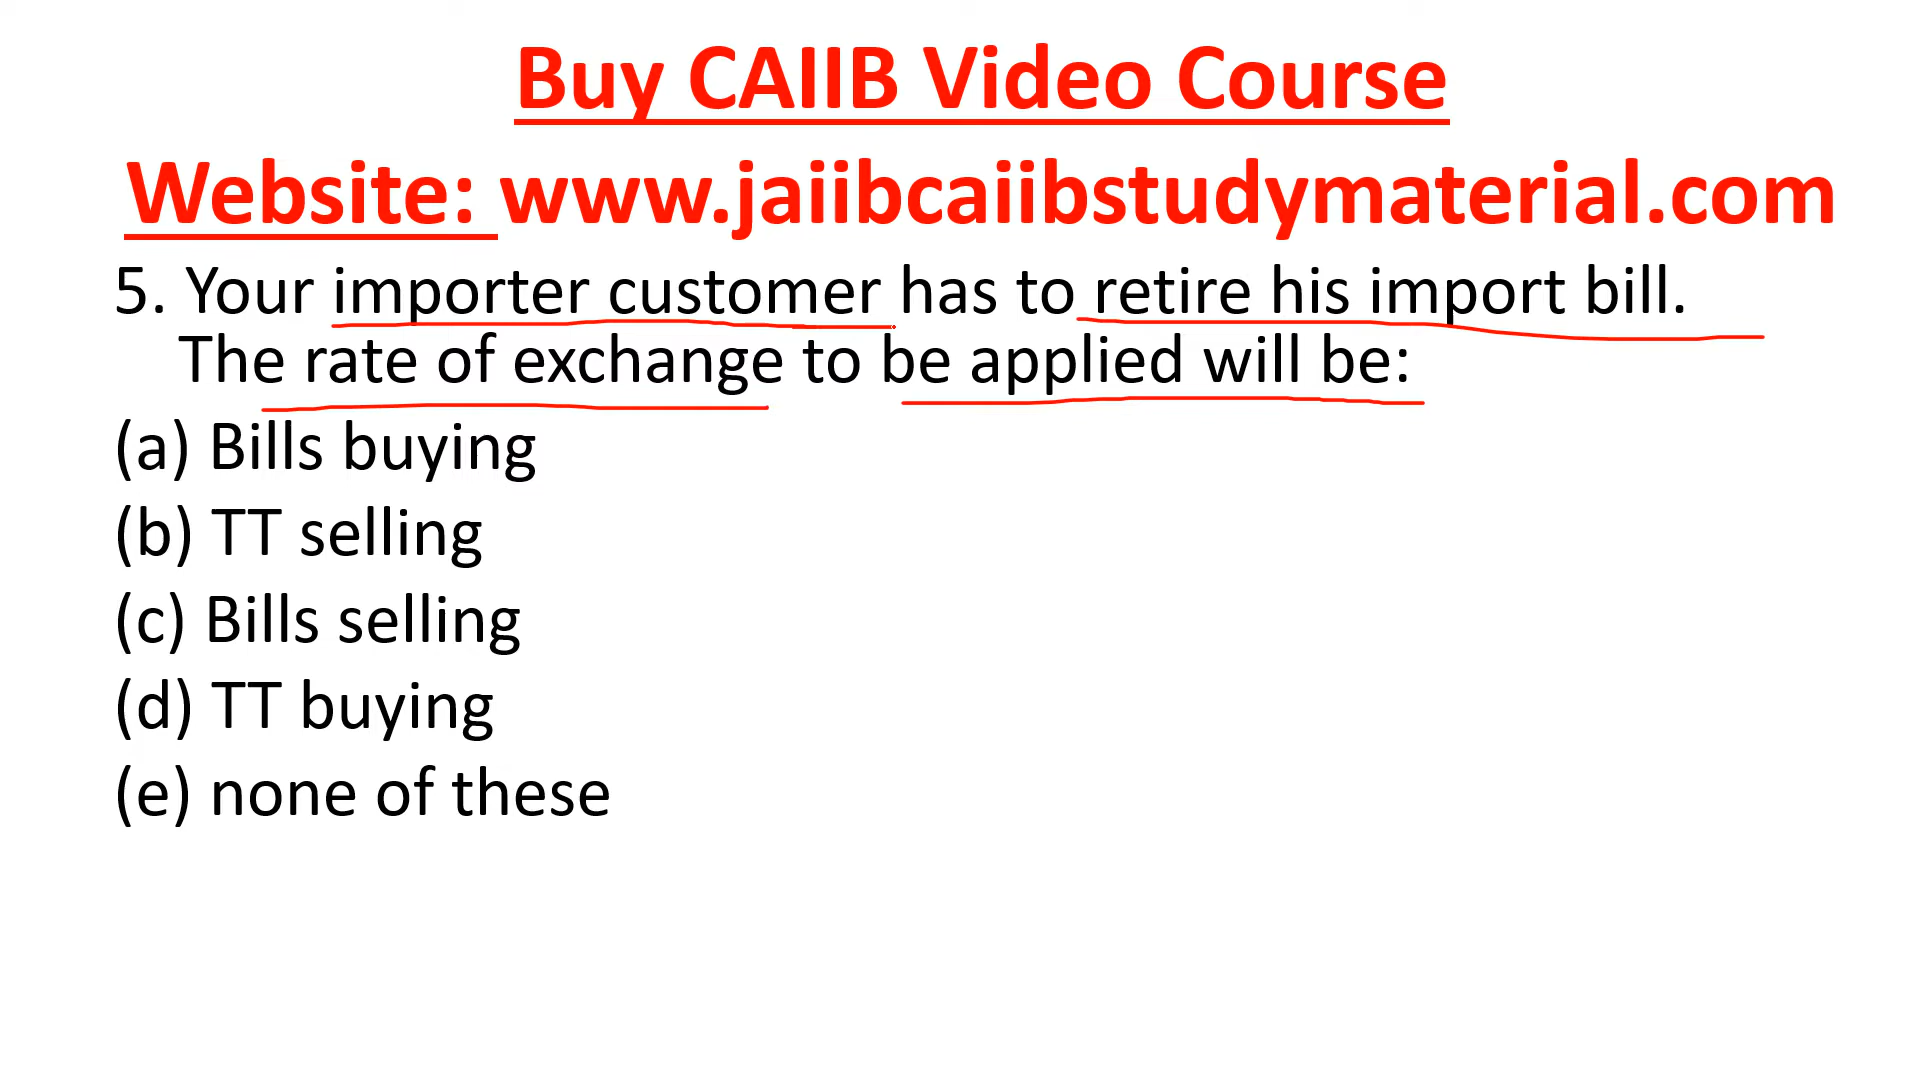 Buy CAIIB Video Course
Website: www.jaiibcaiibstudymaterial.com
5. Your importer customer has to retire his import bill.
The rate of exchange to be applied will be:
(a) Bills buying
(b) TT selling
(c) Bills selling
(d) TT buying
(e) none of these